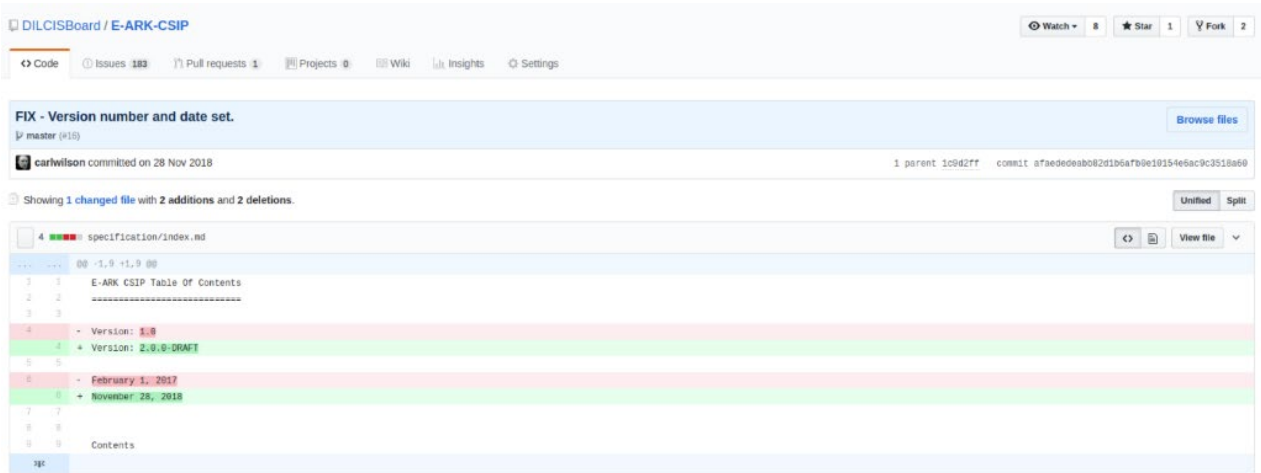 DILCISBoard / E-ARK-CSIP
Watch 8 Star 1 Fork 2
Code Issues 183 Pull requests 1 Projects 0 Wiki Insights Settings
FIX - Version number and date set.
Browse files
master (#16)
carlwilson committed on 28 Nov 2018
1 parent 1c9d2ff commit afaededeabb82d1b6afb9e10154e6ac9c3518a60
Showing 1 changed file with 2 additions and 2 deletions.
Unified Split
4 specification/index.md
View file
... ... @@ -1,9 +1,9 @@
1 1 E-ARK CSIP Table Of Contents
2 2 ============================
3 3
4 - Version: 1.0
4 + Version: 2.0.0-DRAFT
5 5
6 - February 1, 2017
6 + November 28, 2018
7 7
8 8
9 9 Contents